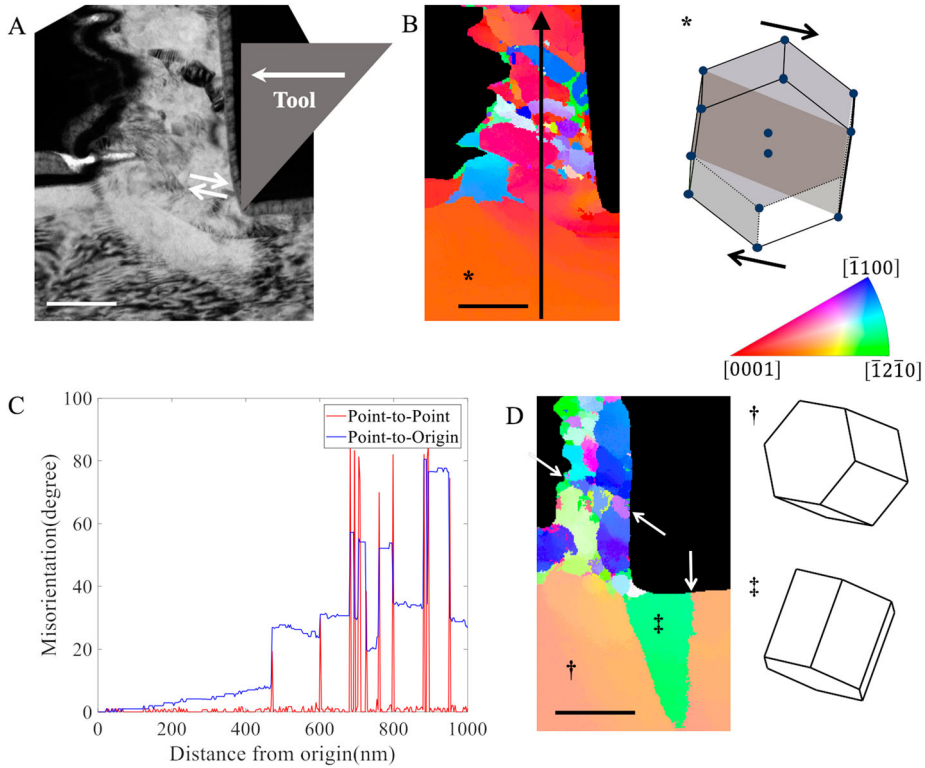 A
Tool
B
*
*
[1̅100]
[0001]
[1̅21̅0]
C
Misorientation(degree)
100
80
60
40
20
0
Point-to-Point
Point-to-Origin
0
200
400
600
800
1000
Distance from origin(nm)
D
†
‡
†
‡